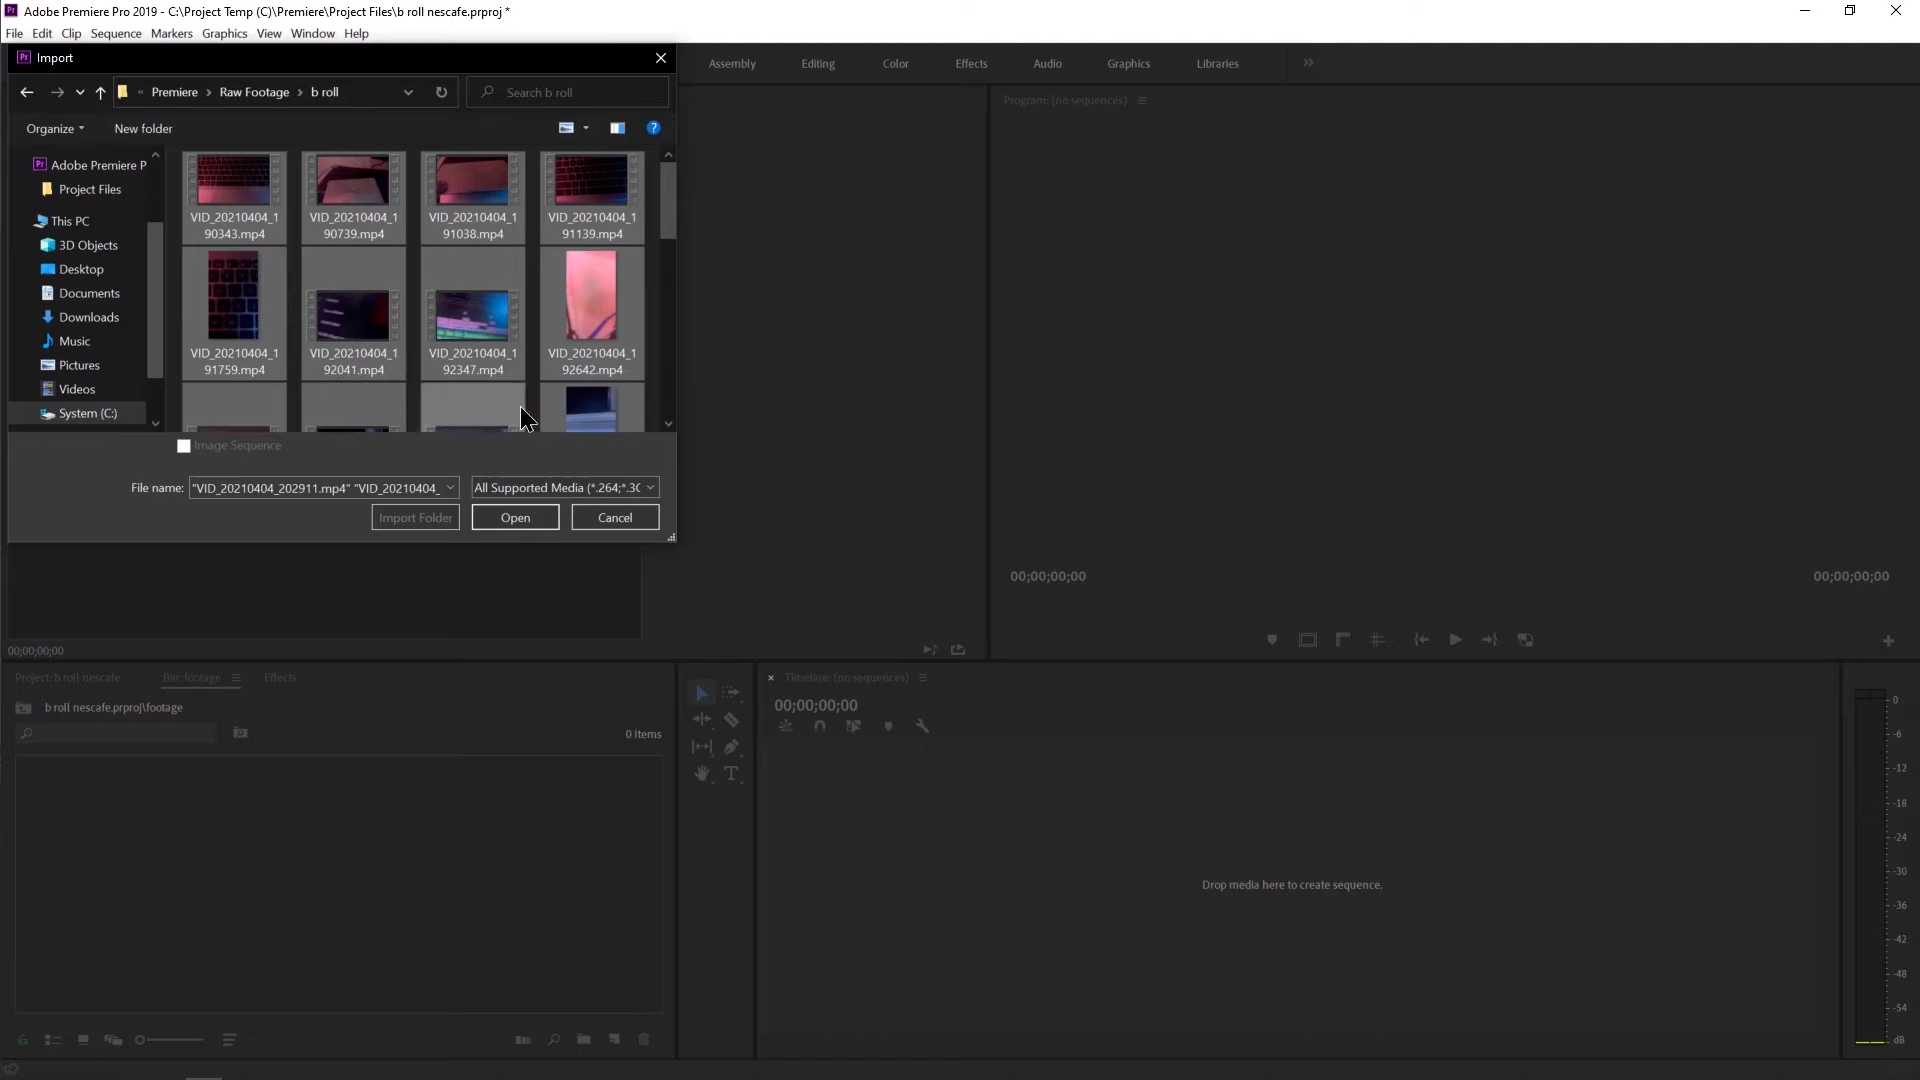 Adobe Premiere Pro 2019 - C:\Project Temp (C)\Premiere\Project Files\b roll nescafe.prproj *
File Edit Clip Sequence Markers Graphics View Window Help
Import
Assembly Editing Color Effects Audio Graphics Libraries
« Premiere > Raw Footage > b roll
Search b roll
Program: (no sequences)
Organize
New folder
Adobe Premiere P
Project Files
This PC
3D Objects
Desktop
Documents
Downloads
Music
Pictures
Videos
System (C:)
VID_20210404_1
90343.mp4
VID_20210404_1
90739.mp4
VID_20210404_1
91038.mp4
VID_20210404_1
91139.mp4
VID_20210404_1
91759.mp4
VID_20210404_1
92041.mp4
VID_20210404_1
92347.mp4
VID_20210404_1
92642.mp4
Image Sequence
File name: "VID_20210404_202911.mp4" "VID_20210404_
All Supported Media (*.264;*.3G
Import Folder
Open
Cancel
00;00;00;00
00;00;00;00
00;00;00;00
Project: b roll nescafe
Bin: footage
Effects
b roll nescafe.prproj\footage
0 Items
Timeline: (no sequences)
00;00;00;00
Drop media here to create sequence.
0
-6
-12
-18
-24
-30
-36
-42
-48
-54
dB